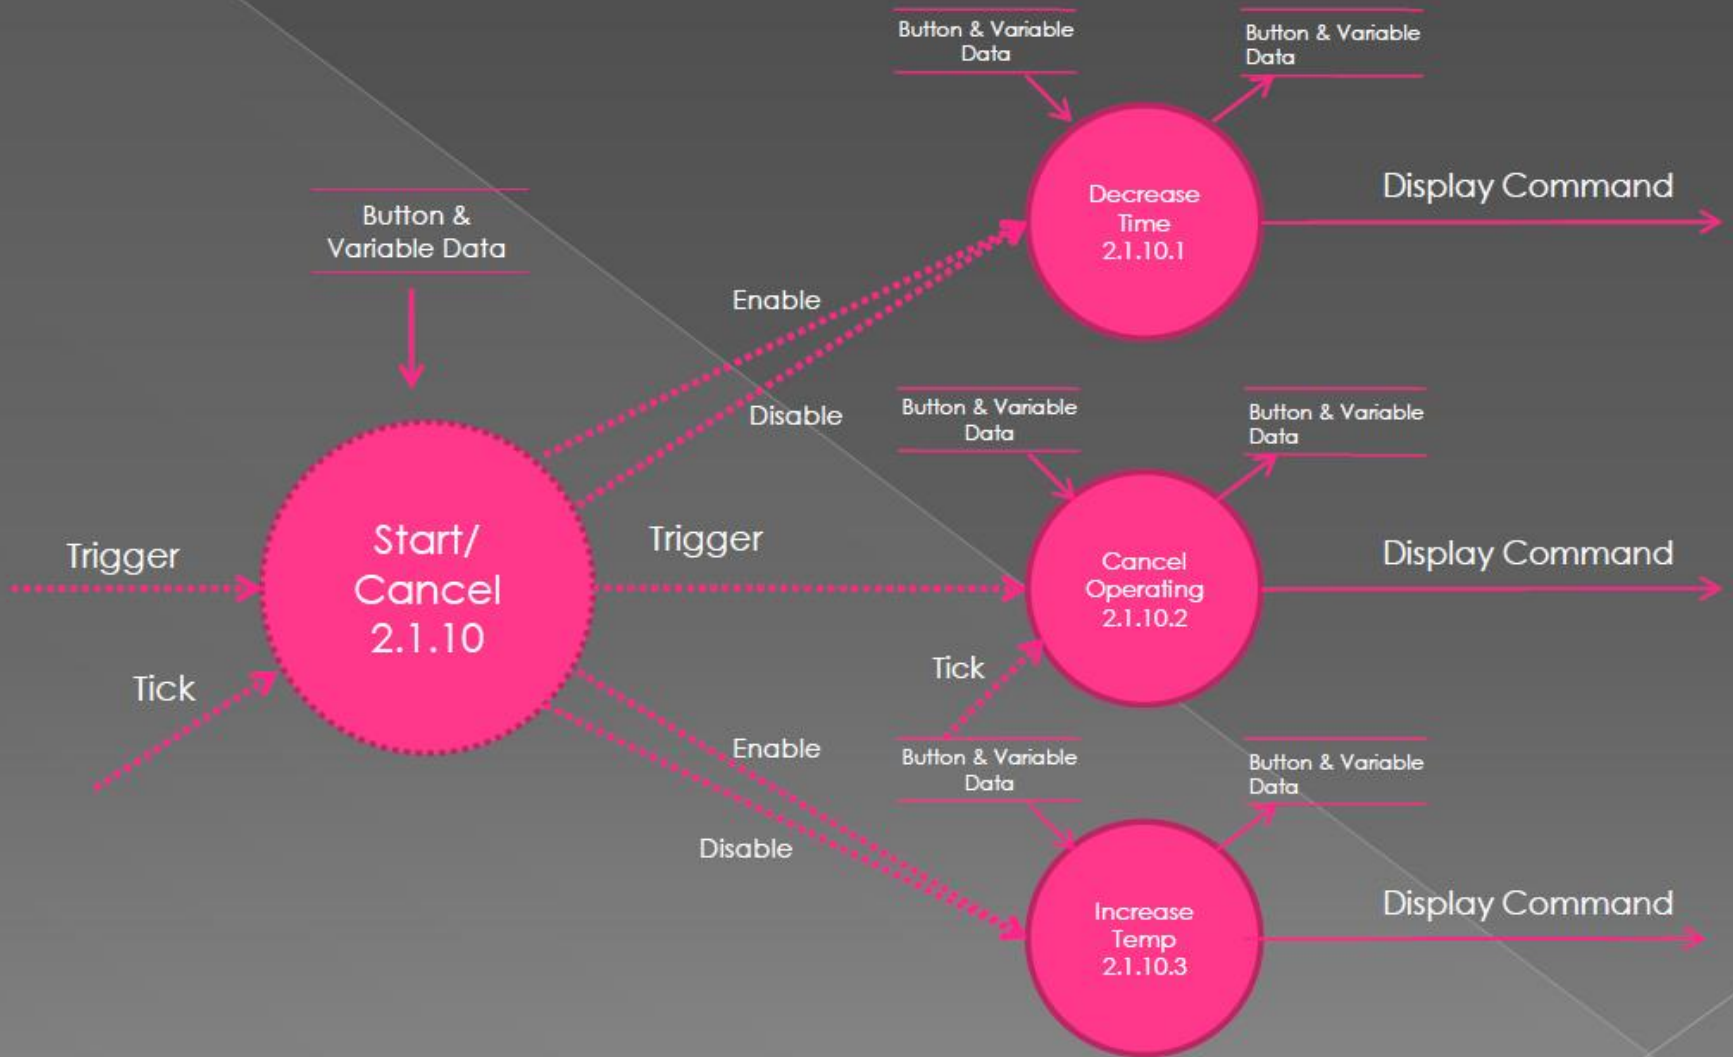 Button & Variable
Data
Button & Variable
Data
Decrease
Time
2.1.10.1
Display Command
Button &
Variable Data
Enable
Disable
Button & Variable
Data
Button & Variable
Data
Trigger
Start/
Cancel
2.1.10
Trigger
Cancel
Operating
2.1.10.2
Display Command
Tick
Tick
Enable
Disable
Button & Variable
Data
Button & Variable
Data
Increase
Temp
2.1.10.3
Display Command